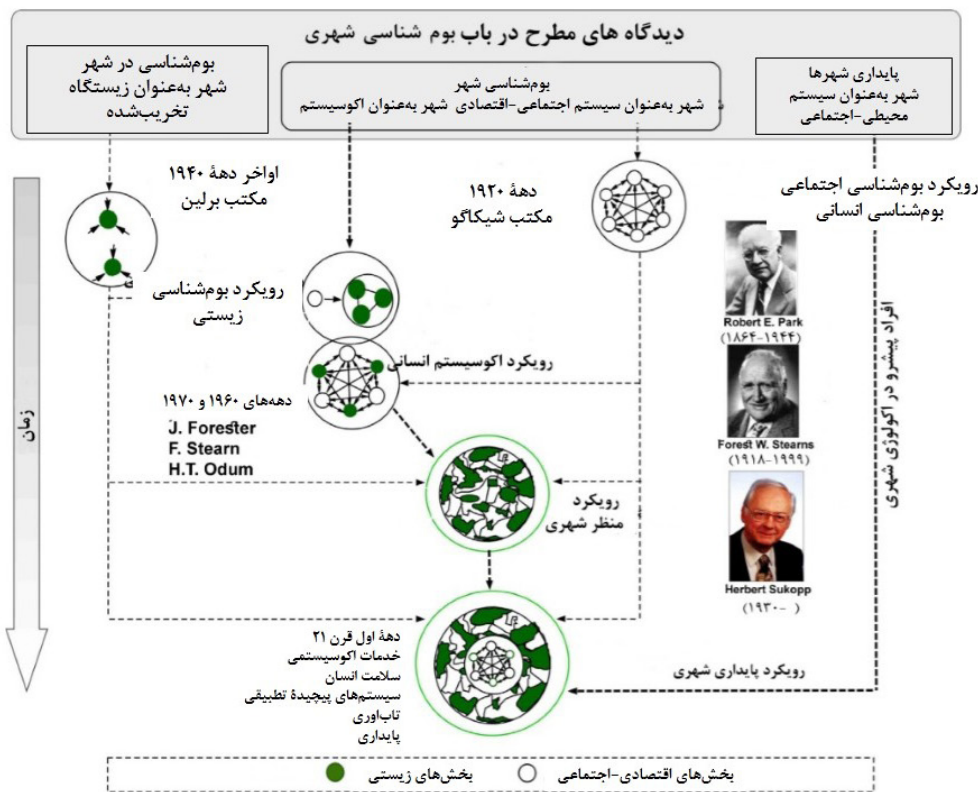 دیدگاه های مطرح در باب بوم شناسی شهری
پایداری شهرها
شهر به‌عنوان سیستم
محیطی-اجتماعی
بوم‌شناسی شهر
شهر به‌عنوان سیستم اجتماعی-اقتصادی شهر به‌عنوان اکوسیستم
بوم‌شناسی در شهر
شهر به‌عنوان زیستگاه
تخریب‌شده
رویکرد بوم‌شناسی اجتماعی
بوم‌شناسی انسانی
دههٔ ۱۹۲۰
مکتب شیکاگو
اواخر دههٔ ۱۹۴۰
مکتب برلین
زمان
رویکرد بوم‌شناسی
زیستی
Robert E. Park
(۱۸۶۴-۱۹۴۴)
افراد پیشرو در اکولوژی شهری
رویکرد اکوسیستم انسانی
دهه‌های ۱۹۶۰ و ۱۹۷۰
J. Forester
F. Stearn
H.T. Odum
Forest W. Stearns
(۱۹۱۸-۱۹۹۹)
رویکرد
منظر شهری
Herbert Sukopp
(۱۹۳۰- )
رویکرد پایداری شهری
دههٔ اول قرن ۲۱
خدمات اکوسیستمی
سلامت انسان
سیستم‌های پیچیدهٔ تطبیقی
تاب‌اوری
پایداری
بخش‌های اقتصادی-اجتماعی
بخش‌های زیستی